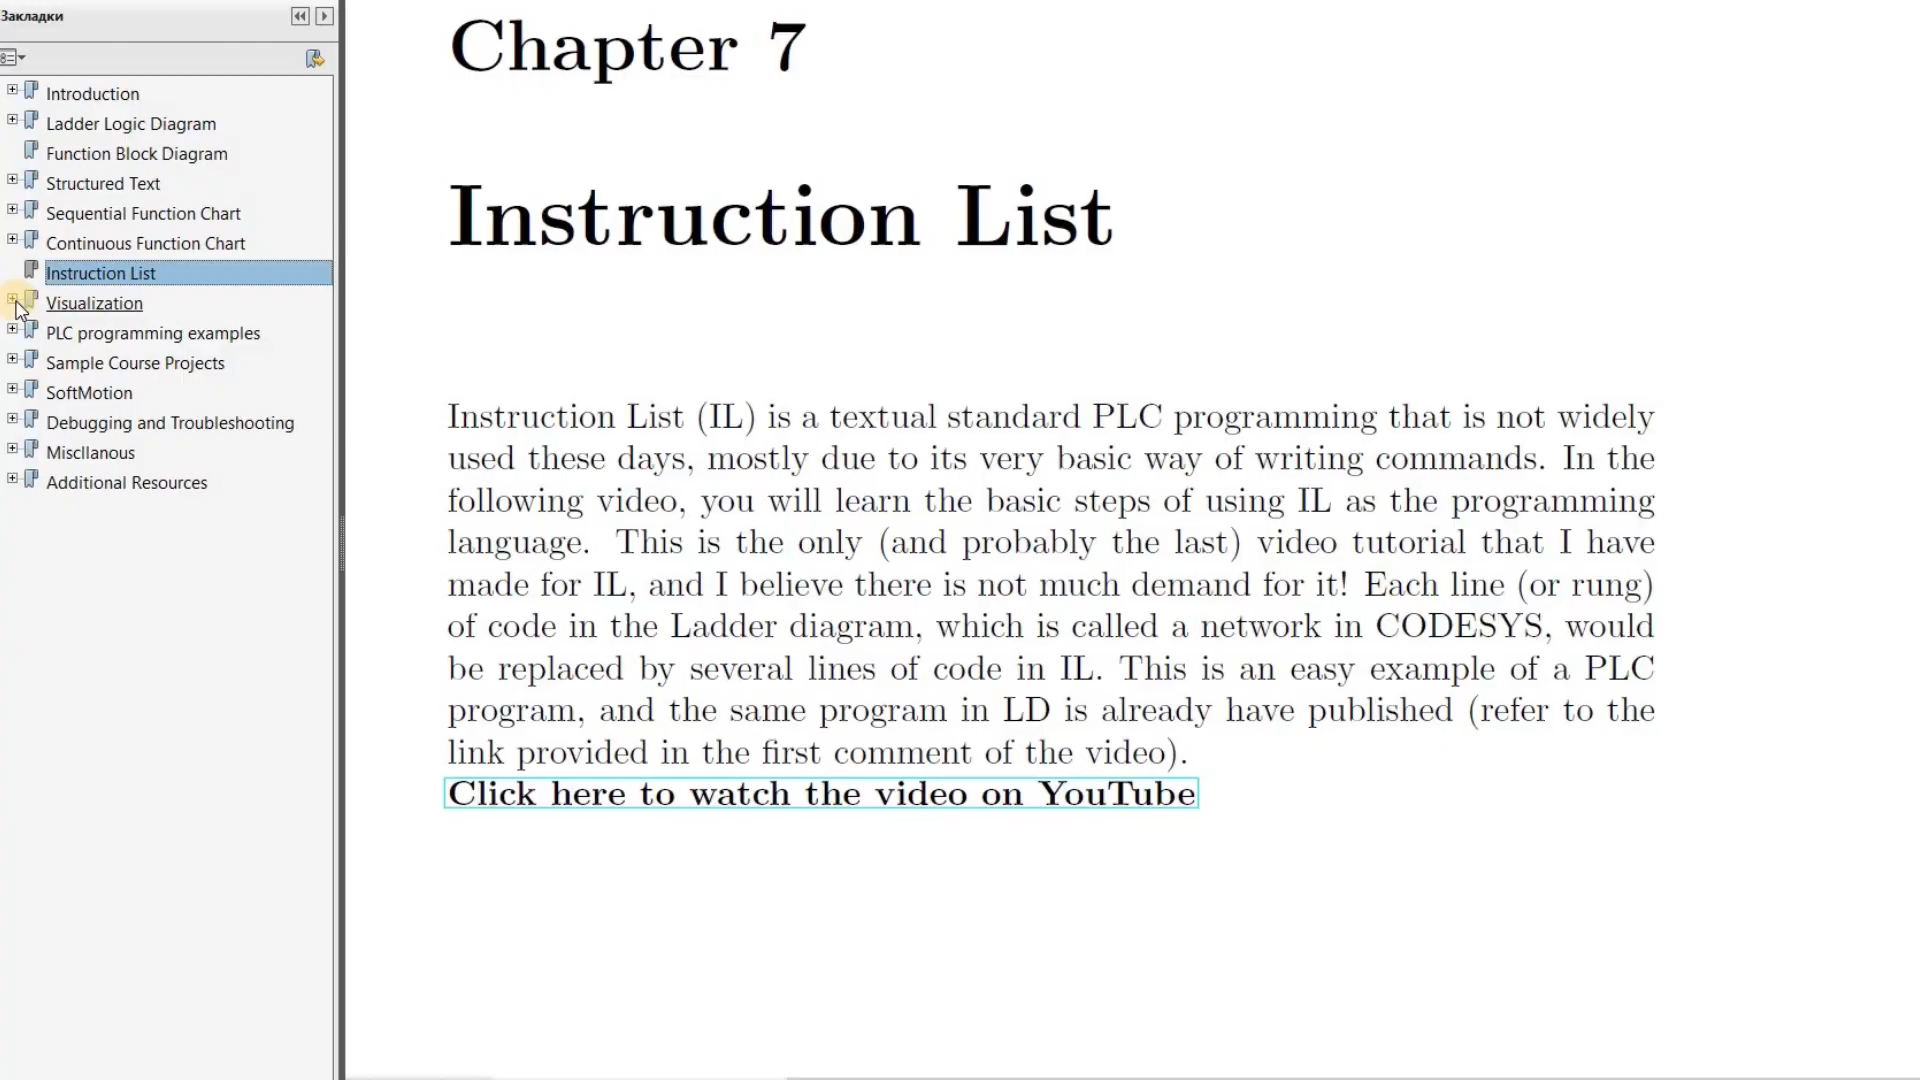 Закладки
Introduction
Ladder Logic Diagram
Function Block Diagram
Structured Text
Sequential Function Chart
Continuous Function Chart
Instruction List
Visualization
PLC programming examples
Sample Course Projects
SoftMotion
Debugging and Troubleshooting
Miscllanous
Additional Resources
Chapter 7
Instruction List
Instruction List (IL) is a textual standard PLC programming that is not widely
used these days, mostly due to its very basic way of writing commands. In the
following video, you will learn the basic steps of using IL as the programming
language. This is the only (and probably the last) video tutorial that I have
made for IL, and I believe there is not much demand for it! Each line (or rung)
of code in the Ladder diagram, which is called a network in CODESYS, would
be replaced by several lines of code in IL. This is an easy example of a PLC
program, and the same program in LD is already have published (refer to the
link provided in the first comment of the video).
Click here to watch the video on YouTube